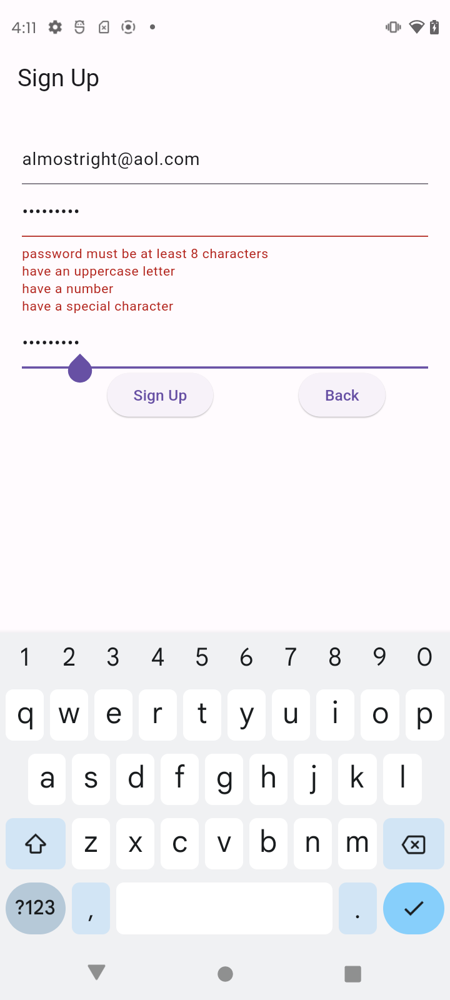 4:11
Sign Up
almostright@aol.com
•••••••••
password must be at least 8 characters
have an uppercase letter
have a number
have a special character
•••••••••
Sign Up Back
1 2 3 4 5 6 7 8 9 0
q w e r t y u i o p
a s d f g h j k l
z x c v b n m
?123 , .